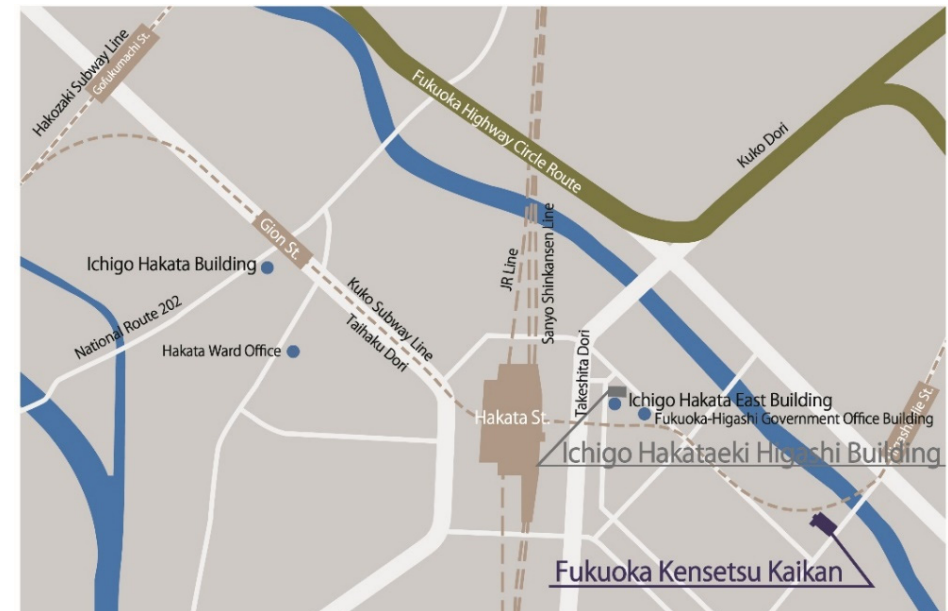 Hakozaki Subway Line
Gofukumachi St.
Fukuoka Highway Circle Route
Kuko Dori
Gion St.
Ichigo Hakata Building
National Route 202
Hakata Ward Office
Kuko Subway Line
Taihaku Dori
JR Line
Sanyo Shinkansen Line
Takeshita Dori
Hakata St.
Ichigo Hakata East Building
Fukuoka-Higashi Government Office Building
Ichigo Hakataeki Higashi Building
Fukuoka Kensetsu Kaikan